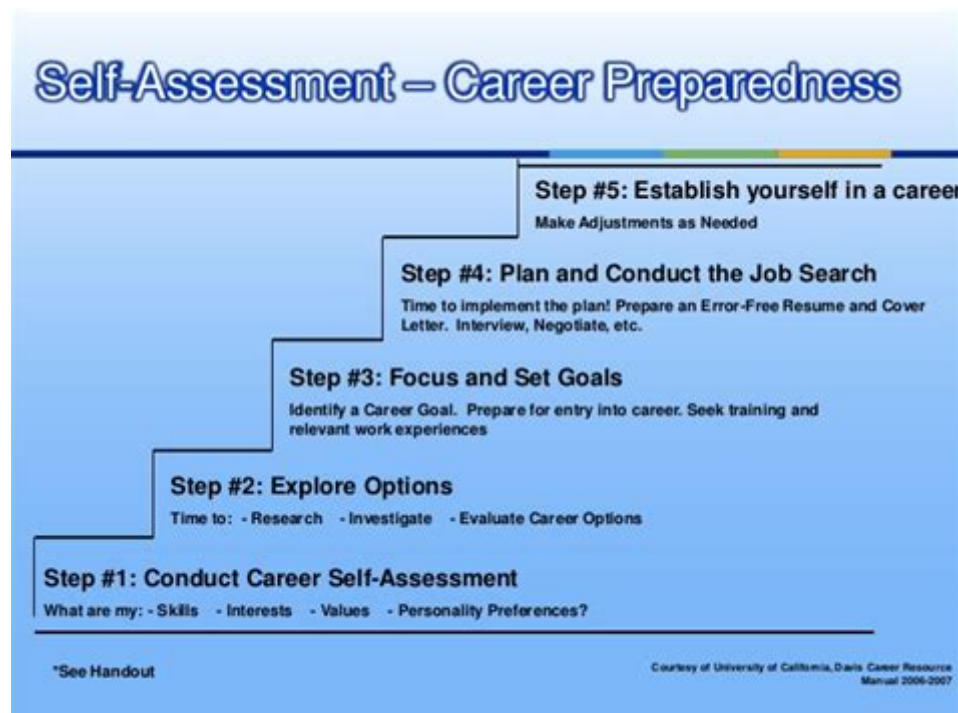 Self-Assessment – Career Preparedness
Step #5: Establish yourself in a career
Make Adjustments as Needed
Step #4: Plan and Conduct the Job Search
Time to implement the plan! Prepare an Error-Free Resume and Cover
Letter. Interview, Negotiate, etc.
Step #3: Focus and Set Goals
Identify a Career Goal. Prepare for entry into career. Seek training and
relevant work experiences
Step #2: Explore Options
Time to: - Research - Investigate - Evaluate Career Options
Step #1: Conduct Career Self-Assessment
What are my: - Skills - Interests - Values - Personality Preferences?
*See Handout
Courtesy of University of California, Davis Career Resource
Manual 2006-2007